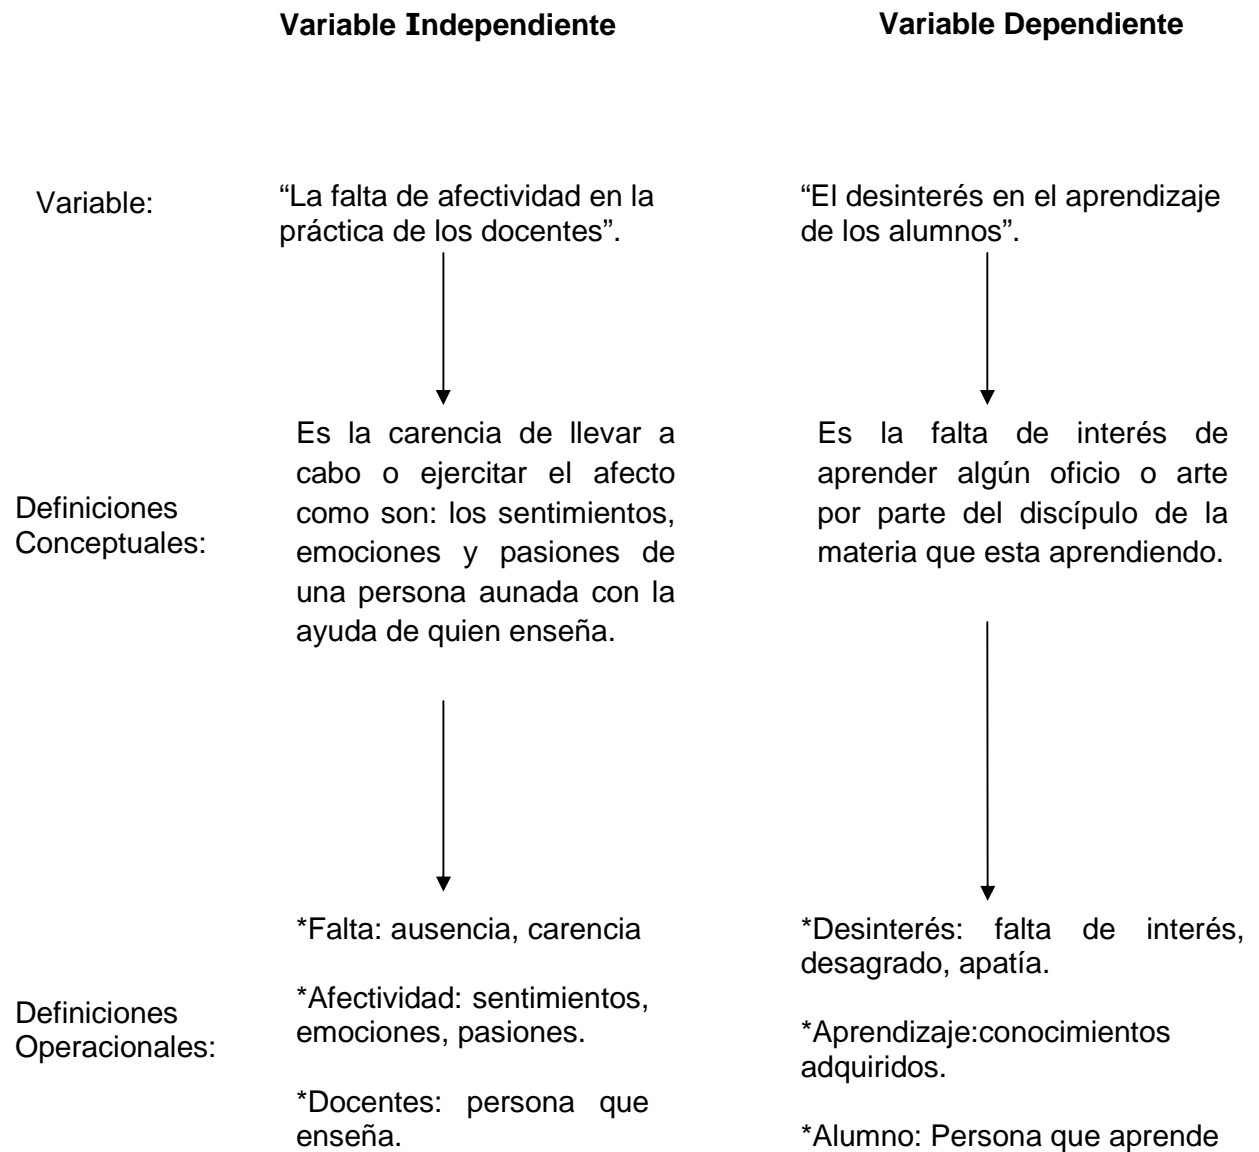 Variable Independiente
Variable Dependiente
Variable:
“La falta de afectividad en la
práctica de los docentes”.
“El desinterés en el aprendizaje
de los alumnos”.
Definiciones
Conceptuales:
Es la carencia de llevar a
cabo o ejercitar el afecto
como son: los sentimientos,
emociones y pasiones de
una persona aunada con la
ayuda de quien enseña.
Es la falta de interés de
aprender algún oficio o arte
por parte del discípulo de la
materia que esta aprendiendo.
Definiciones
Operacionales:
*Falta: ausencia, carencia
*Afectividad: sentimientos,
emociones, pasiones.
*Docentes: persona que
enseña.
*Desinterés: falta de interés,
desagrado, apatía.
*Aprendizaje:conocimientos
adquiridos.
*Alumno: Persona que aprende